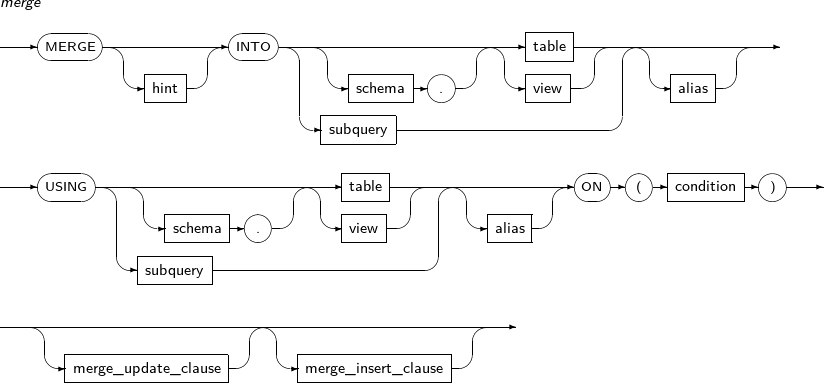 merge
MERGE INTO table
hint schema . view alias
subquery
USING table ON ( condition )
schema . view alias
subquery
merge_update_clause merge_insert_clause